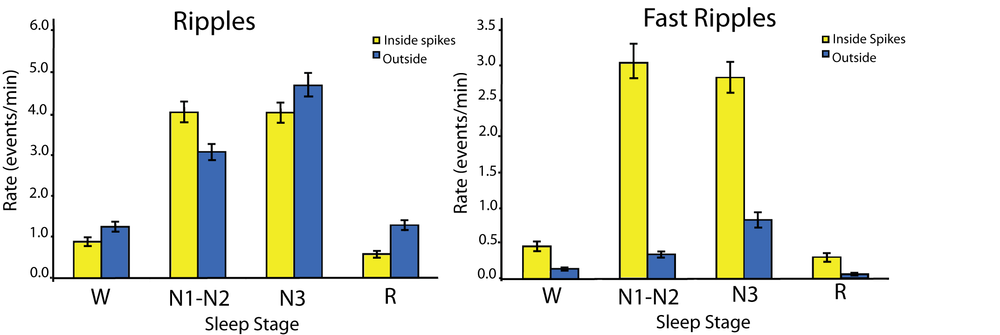 Ripples
Inside spikes
Outside
Rate (events/min)
6.0
5.0
4.0
3.0
2.0
1.0
0.0
W
N1-N2
N3
R
Sleep Stage
Fast Ripples
Inside Spikes
Outside
Rate (events/min)
3.5
3.0
2.5
2.0
1.5
1.0
0.5
0.0
W
N1-N2
N3
R
Sleep Stage